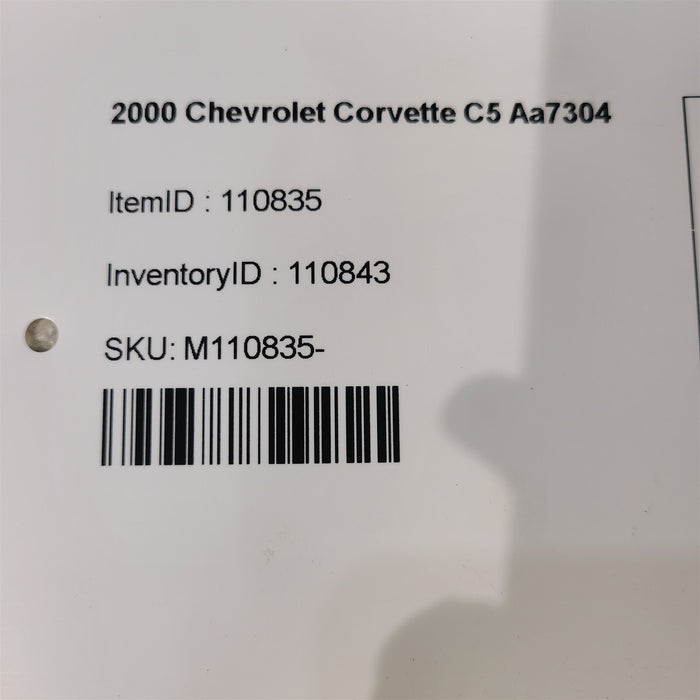 2000 Chevrolet Corvette C5 Aa7304
ItemID : 110835
InventoryID : 110843
SKU: M110835-